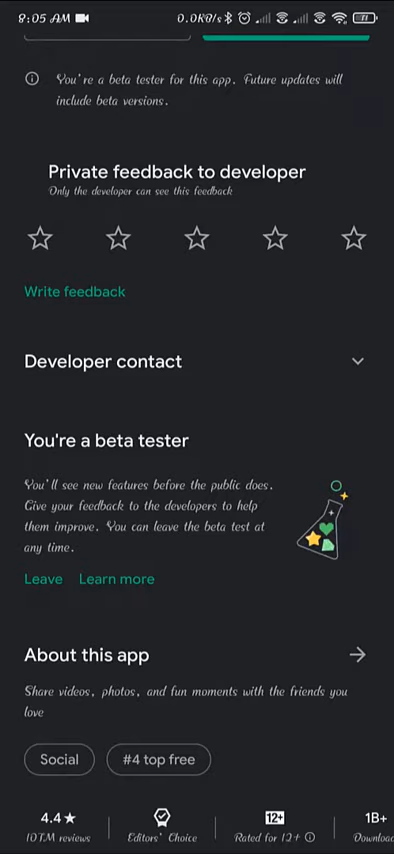 8:05 AM 0.0KB/s
You're a beta tester for this app. Future updates will
include beta versions.
Private feedback to developer
Only the developer can see this feedback
Write feedback
Developer contact
You're a beta tester
You'll see new features before the public does.
Give your feedback to the developers to help
them improve. You can leave the beta test at
any time.
Leave Learn more
About this app
Share videos, photos, and fun moments with the friends you
love
Social #4 top free
4.4★ 12+ 1B+
Editors' Choice Rated for 12+